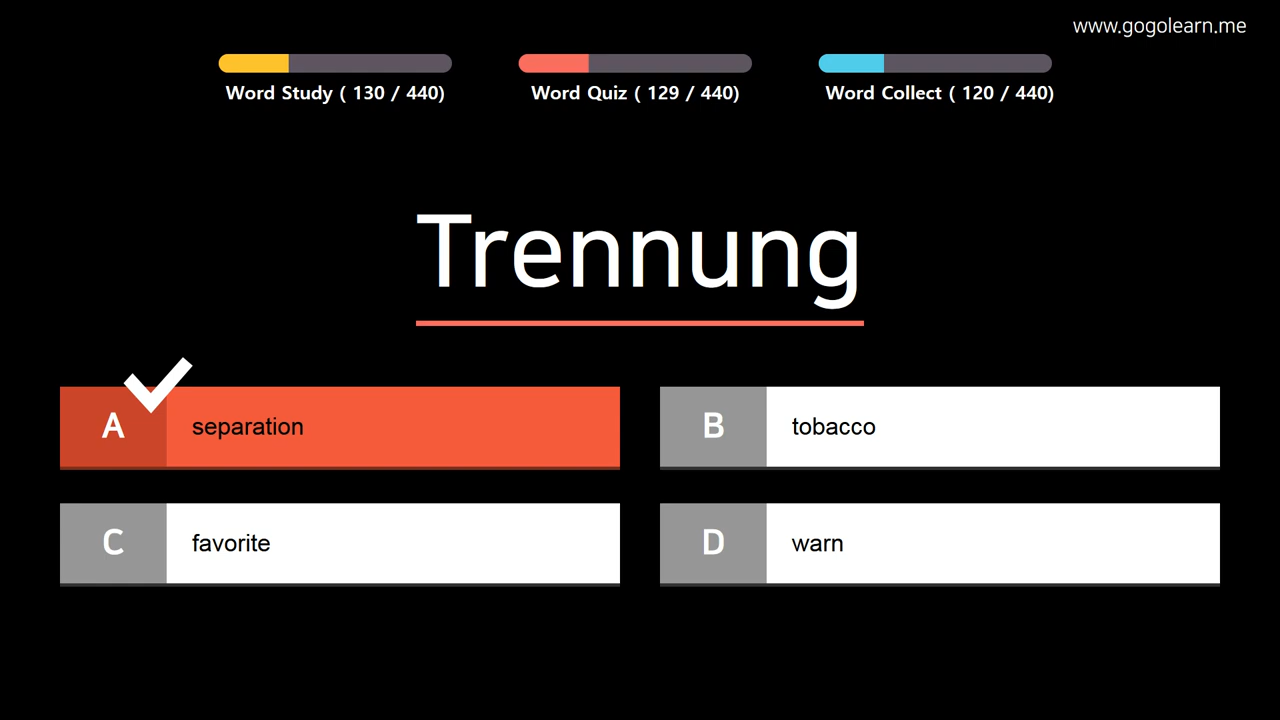 www.gogolearn.me
Word Study ( 130 / 440)
Word Quiz ( 129 / 440)
Word Collect ( 120 / 440)
Trennung
A separation
B tobacco
C favorite
D warn